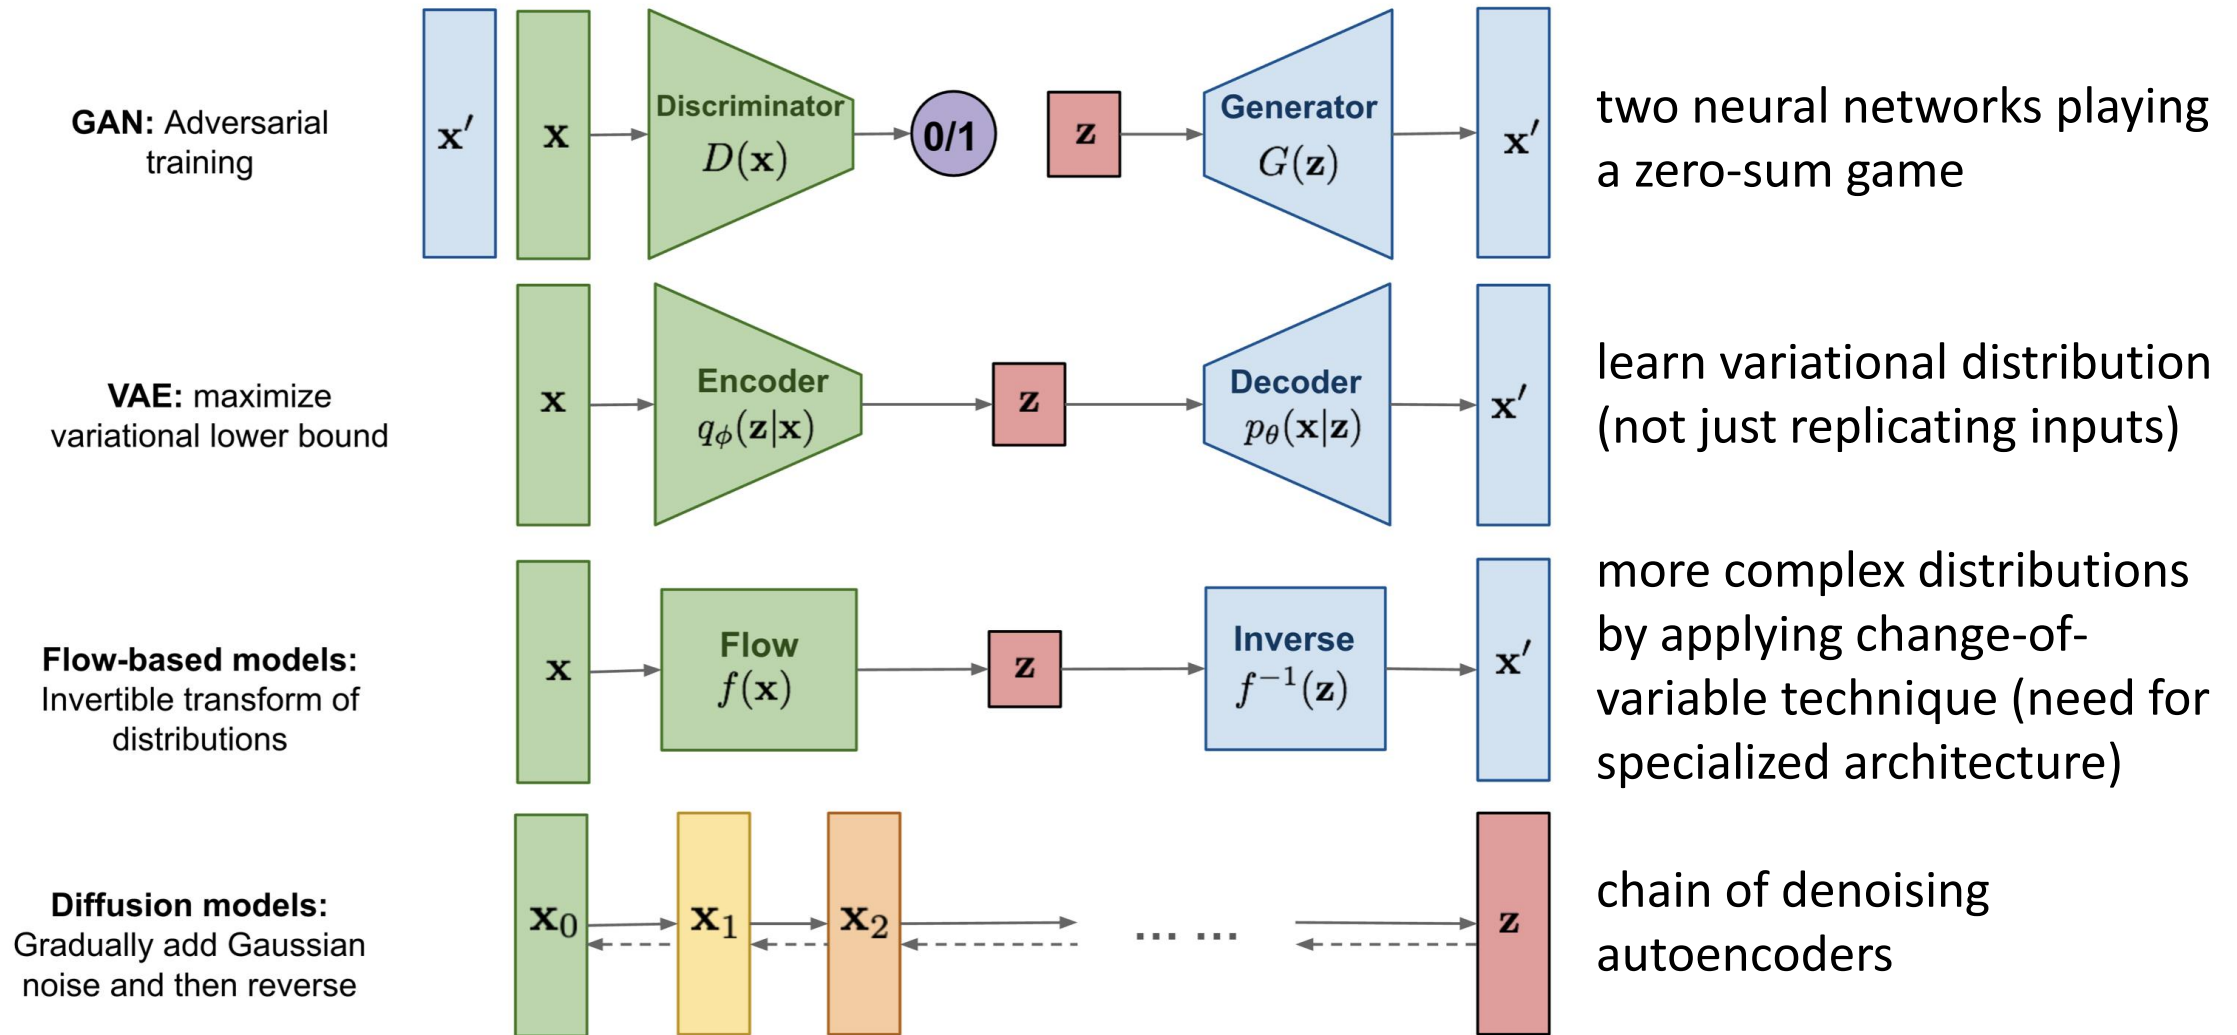 GAN: Adversarial
training
x′
x
Discriminator
D(x)
0/1
z
Generator
G(z)
x′
two neural networks playing
a zero-sum game
VAE: maximize
variational lower bound
x
Encoder
qϕ(z|x)
z
Decoder
pθ(x|z)
x′
learn variational distribution
(not just replicating inputs)
Flow-based models:
Invertible transform of
distributions
x
Flow
f(x)
z
Inverse
f⁻¹(z)
x′
more complex distributions
by applying change-of-
variable technique (need for
specialized architecture)
Diffusion models:
Gradually add Gaussian
noise and then reverse
x₀
x₁
x₂
... ...
z
chain of denoising
autoencoders